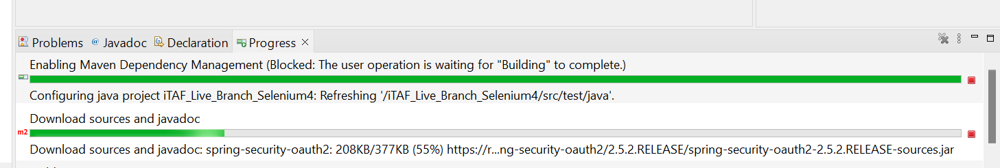 Problems @ Javadoc Declaration Progress
Enabling Maven Dependency Management (Blocked: The user operation is waiting for "Building" to complete.)
Configuring java project iTAF_Live_Branch_Selenium4: Refreshing '/iTAF_Live_Branch_Selenium4/src/test/java'.
Download sources and javadoc
m2
Download sources and javadoc: spring-security-oauth2: 208KB/377KB (55%) https://r...ng-security-oauth2/2.5.2.RELEASE/spring-security-oauth2-2.5.2.RELEASE-sources.jar